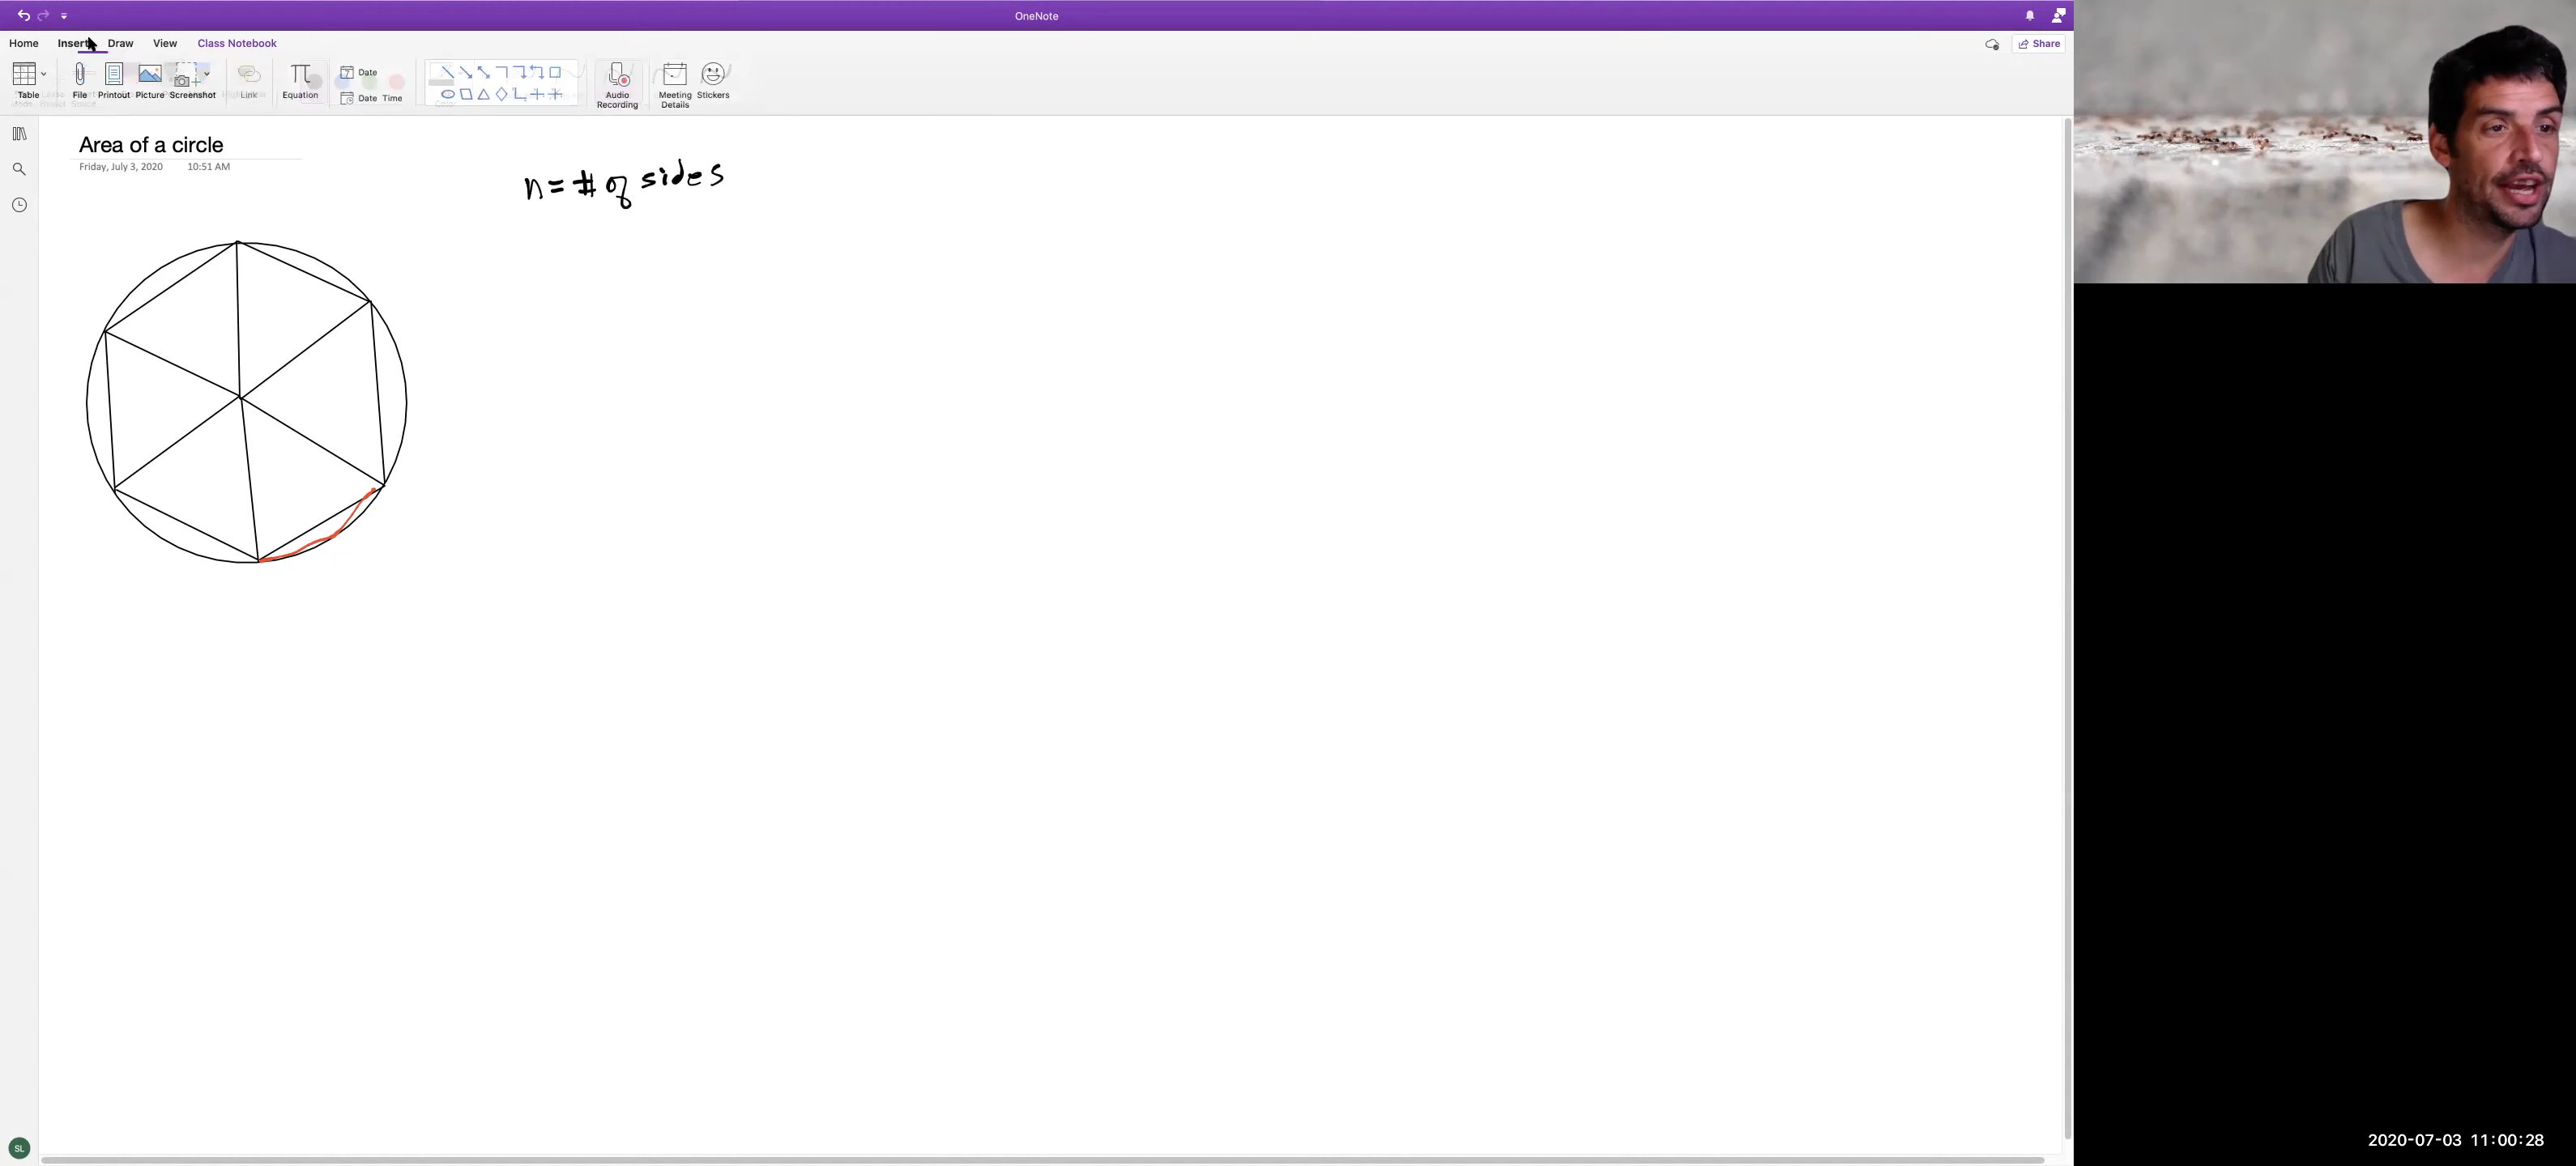 OneNote
Home Insert Draw View Class Notebook
Share
Table File Printout Picture Screenshot Link Equation Date Date Time Audio Recording Meeting Details Stickers
Area of a circle
Friday, July 3, 2020 10:51 AM
n = # of sides
SL
2020-07-03 11:00:28